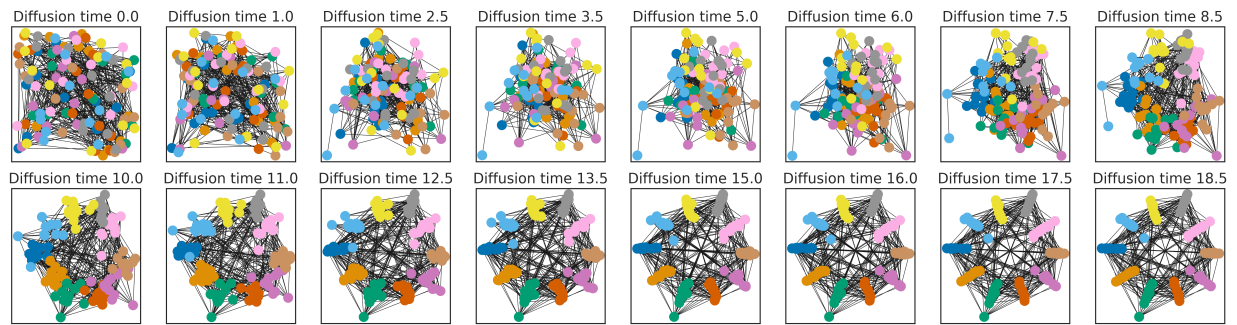 Diffusion time 0.0
Diffusion time 1.0
Diffusion time 2.5
Diffusion time 3.5
Diffusion time 5.0
Diffusion time 6.0
Diffusion time 7.5
Diffusion time 8.5
Diffusion time 10.0
Diffusion time 11.0
Diffusion time 12.5
Diffusion time 13.5
Diffusion time 15.0
Diffusion time 16.0
Diffusion time 17.5
Diffusion time 18.5